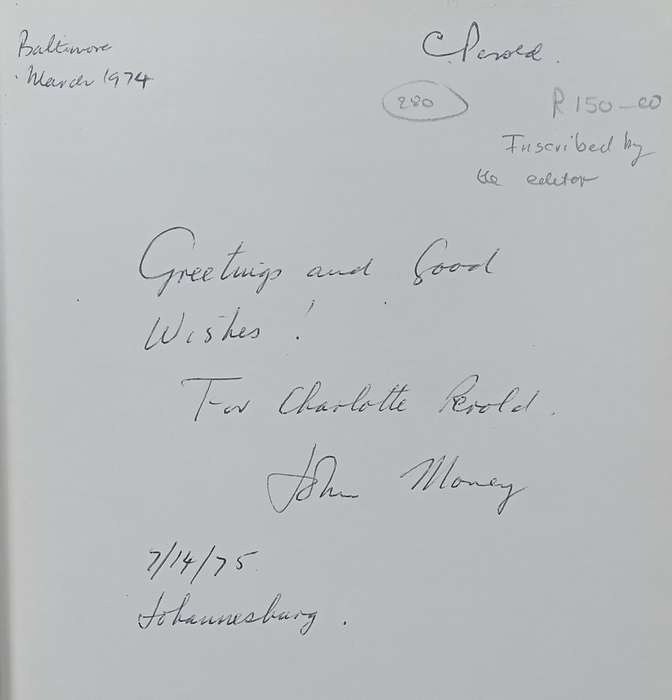 Baltimore
March 1974
C. Perold.
280
R 150-00
Inscribed by
the editor
Greetings and Good
Wishes!
For Charlotte Perold.
John Money
7/14/75
Johannesburg.